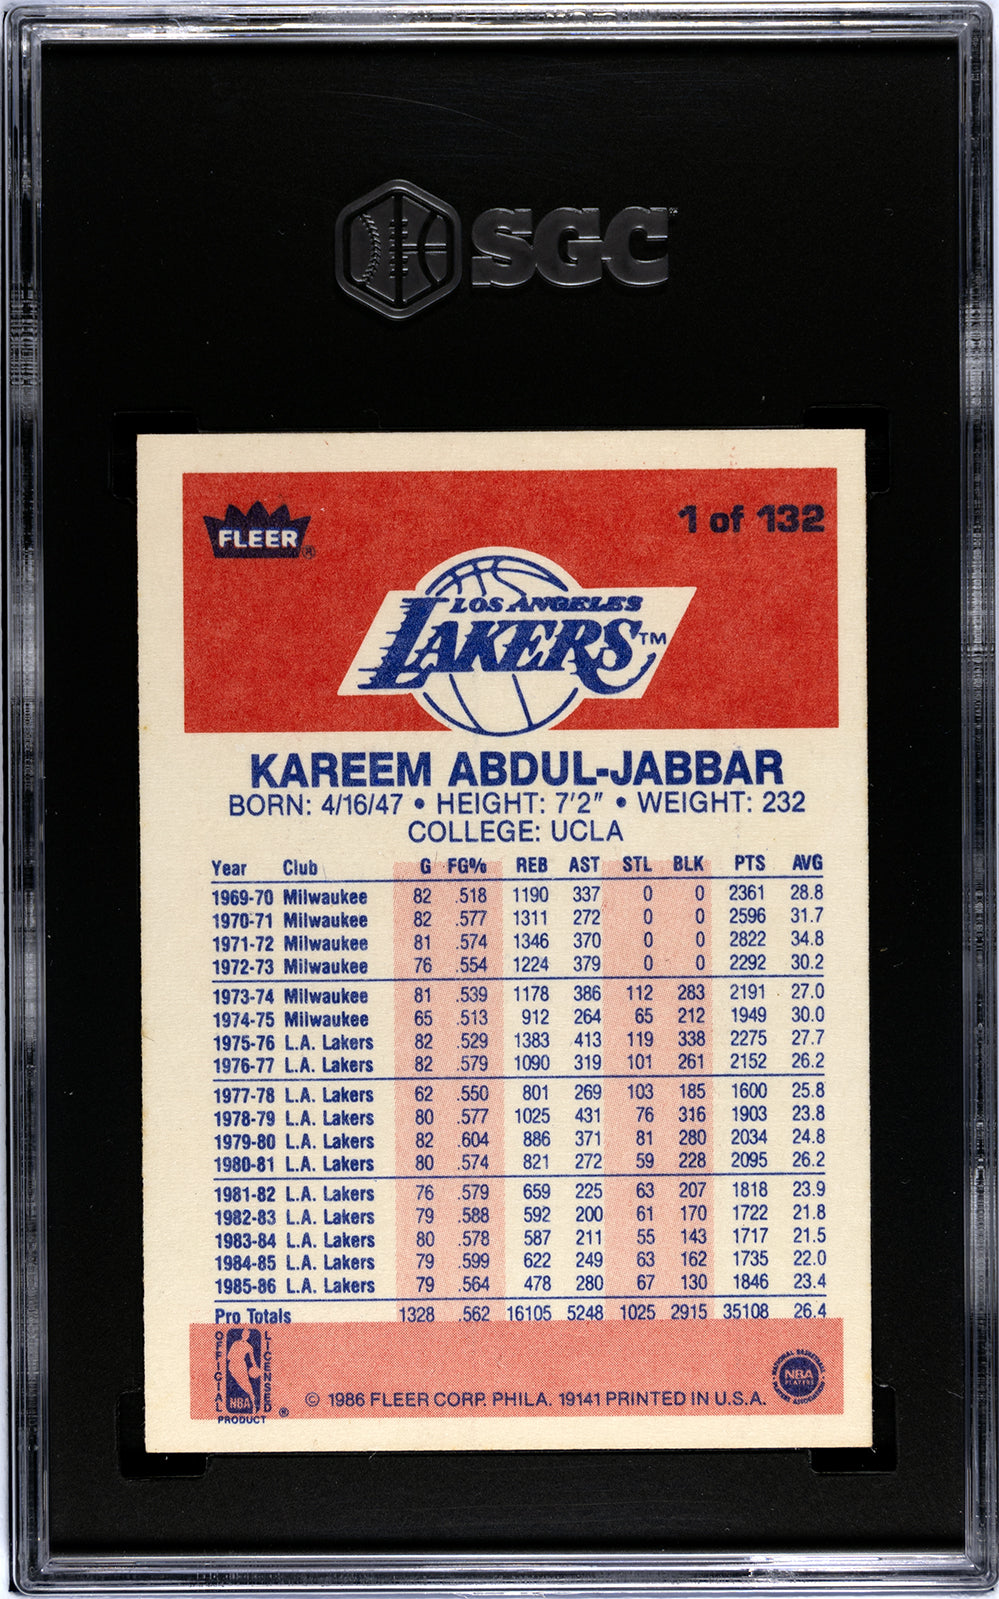 SGC™
FLEER®
1 of 132
LOS ANGELES
LAKERS™
KAREEM ABDUL-JABBAR
BORN: 4/16/47 • HEIGHT: 7'2" • WEIGHT: 232
COLLEGE: UCLA
Year Club G FG% REB AST STL BLK PTS AVG
1969-70 Milwaukee 82 .518 1190 337 0 0 2361 28.8
1970-71 Milwaukee 82 .577 1311 272 0 0 2596 31.7
1971-72 Milwaukee 81 .574 1346 370 0 0 2822 34.8
1972-73 Milwaukee 76 .554 1224 379 0 0 2292 30.2
1973-74 Milwaukee 81 .539 1178 386 112 283 2191 27.0
1974-75 Milwaukee 65 .513 912 264 65 212 1949 30.0
1975-76 L.A. Lakers 82 .529 1383 413 119 338 2275 27.7
1976-77 L.A. Lakers 82 .579 1090 319 101 261 2152 26.2
1977-78 L.A. Lakers 62 .550 801 269 103 185 1600 25.8
1978-79 L.A. Lakers 80 .577 1025 431 76 316 1903 23.8
1979-80 L.A. Lakers 82 .604 886 371 81 280 2034 24.8
1980-81 L.A. Lakers 80 .574 821 272 59 228 2095 26.2
1981-82 L.A. Lakers 76 .579 659 225 63 207 1818 23.9
1982-83 L.A. Lakers 79 .588 592 200 61 170 1722 21.8
1983-84 L.A. Lakers 80 .578 587 211 55 143 1717 21.5
1984-85 L.A. Lakers 79 .599 622 249 63 162 1735 22.0
1985-86 L.A. Lakers 79 .564 478 280 67 130 1846 23.4
Pro Totals 1328 .562 16105 5248 1025 2915 35108 26.4
OFFICIAL
NBA
LICENSED
PRODUCT ®
© 1986 FLEER CORP. PHILA. 19141 PRINTED IN U.S.A.
NATIONAL BASKETBALL
NBA
PLAYERS
ASSOCIATION